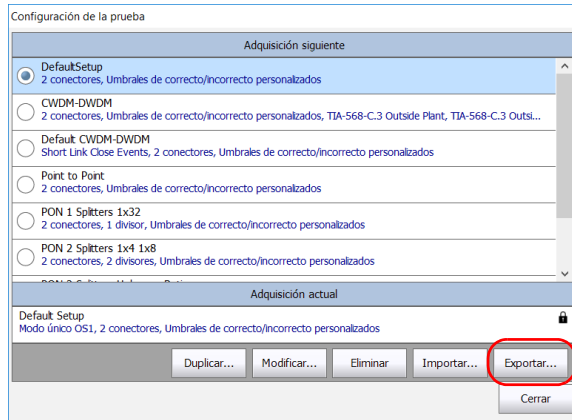 Configuración de la prueba
Adquisición siguiente
DefaultSetup
2 conectores, Umbrales de correcto/incorrecto personalizados
CWDM-DWDM
2 conectores, Umbrales de correcto/incorrecto personalizados, TIA-568-C.3 Outside Plant, TIA-568-C.3 Outsi...
Default CWDM-DWDM
Short Link Close Events, 2 conectores, Umbrales de correcto/incorrecto personalizados
Point to Point
2 conectores, Umbrales de correcto/incorrecto personalizados
PON 1 Splitters 1x32
2 conectores, 1 divisor, Umbrales de correcto/incorrecto personalizados
PON 2 Splitters 1x4 1x8
2 conectores, 2 divisores, Umbrales de correcto/incorrecto personalizados
Adquisición actual
Default Setup
Modo único OS1, 2 conectores, Umbrales de correcto/incorrecto personalizados
Duplicar... Modificar... Eliminar Importar... Exportar...
Cerrar